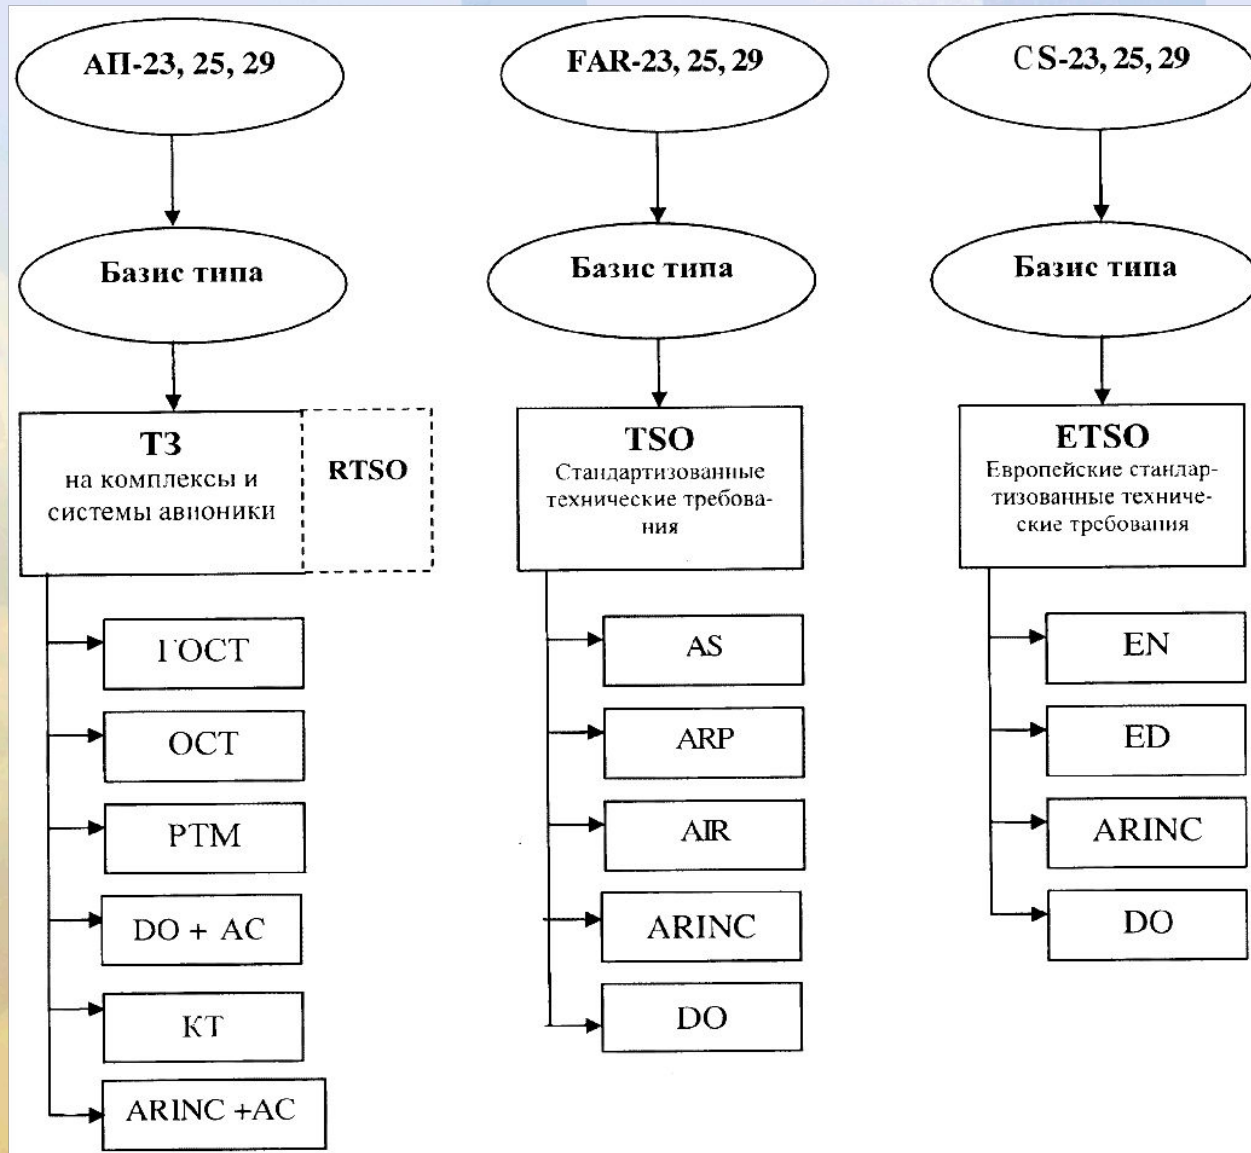 АП-23, 25, 29
Базис типа
ТЗ
на комплексы и
системы авионики
RTSO
ГОСТ
ОСТ
РТМ
DO + AC
КТ
ARINC +AC
FAR-23, 25, 29
Базис типа
TSO
Стандартизованные
технические требова-
ния
AS
ARP
AIR
ARINC
DO
CS-23, 25, 29
Базис типа
ETSO
Европейские стандар-
тизованные техниче-
ские требования
EN
ED
ARINC
DO